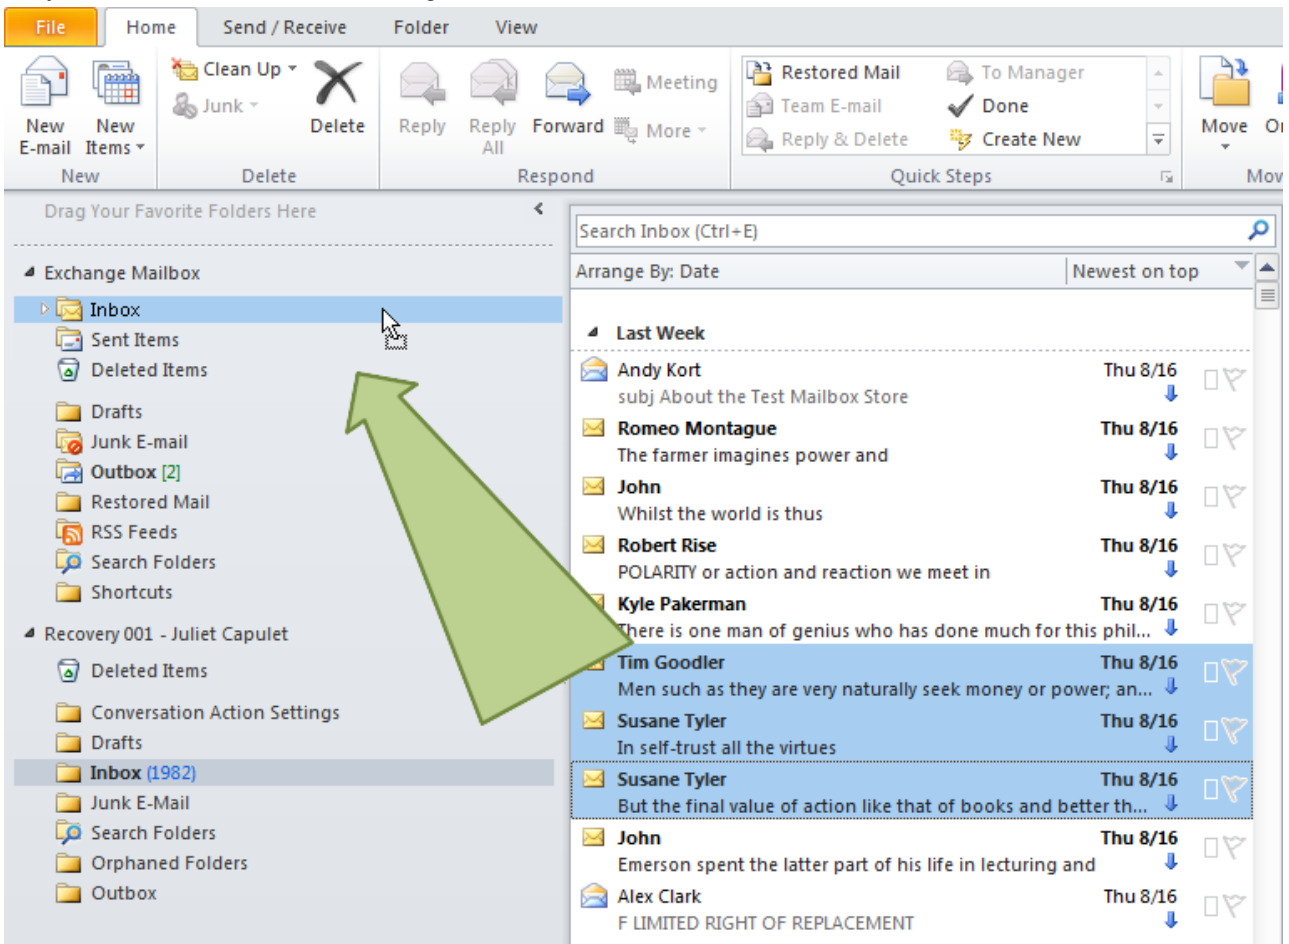 File Home Send / Receive Folder View
Clean Up Restored Mail To Manager
Junk Meeting Team E-mail Done
New New Delete Reply Reply Forward More Reply & Delete Create New Move
E-mail Items All
New Delete Respond Quick Steps
Drag Your Favorite Folders Here
Exchange Mailbox
Inbox
Sent Items
Deleted Items
Drafts
Junk E-mail
Outbox [2]
Restored Mail
RSS Feeds
Search Folders
Shortcuts
Recovery 001 - Juliet Capulet
Deleted Items
Conversation Action Settings
Drafts
Inbox (1982)
Junk E-Mail
Search Folders
Orphaned Folders
Outbox
Search Inbox (Ctrl+E)
Arrange By: Date Newest on top
Last Week
Andy Kort Thu 8/16
subj About the Test Mailbox Store
Romeo Montague Thu 8/16
The farmer imagines power and
John Thu 8/16
Whilst the world is thus
Robert Rise Thu 8/16
POLARITY or action and reaction we meet in
Kyle Pakerman Thu 8/16
There is one man of genius who has done much for this phil...
Tim Goodler Thu 8/16
Men such as they are very naturally seek money or power; an...
Susane Tyler Thu 8/16
In self-trust all the virtues
Susane Tyler Thu 8/16
But the final value of action like that of books and better th...
John Thu 8/16
Emerson spent the latter part of his life in lecturing and
Alex Clark Thu 8/16
F LIMITED RIGHT OF REPLACEMENT